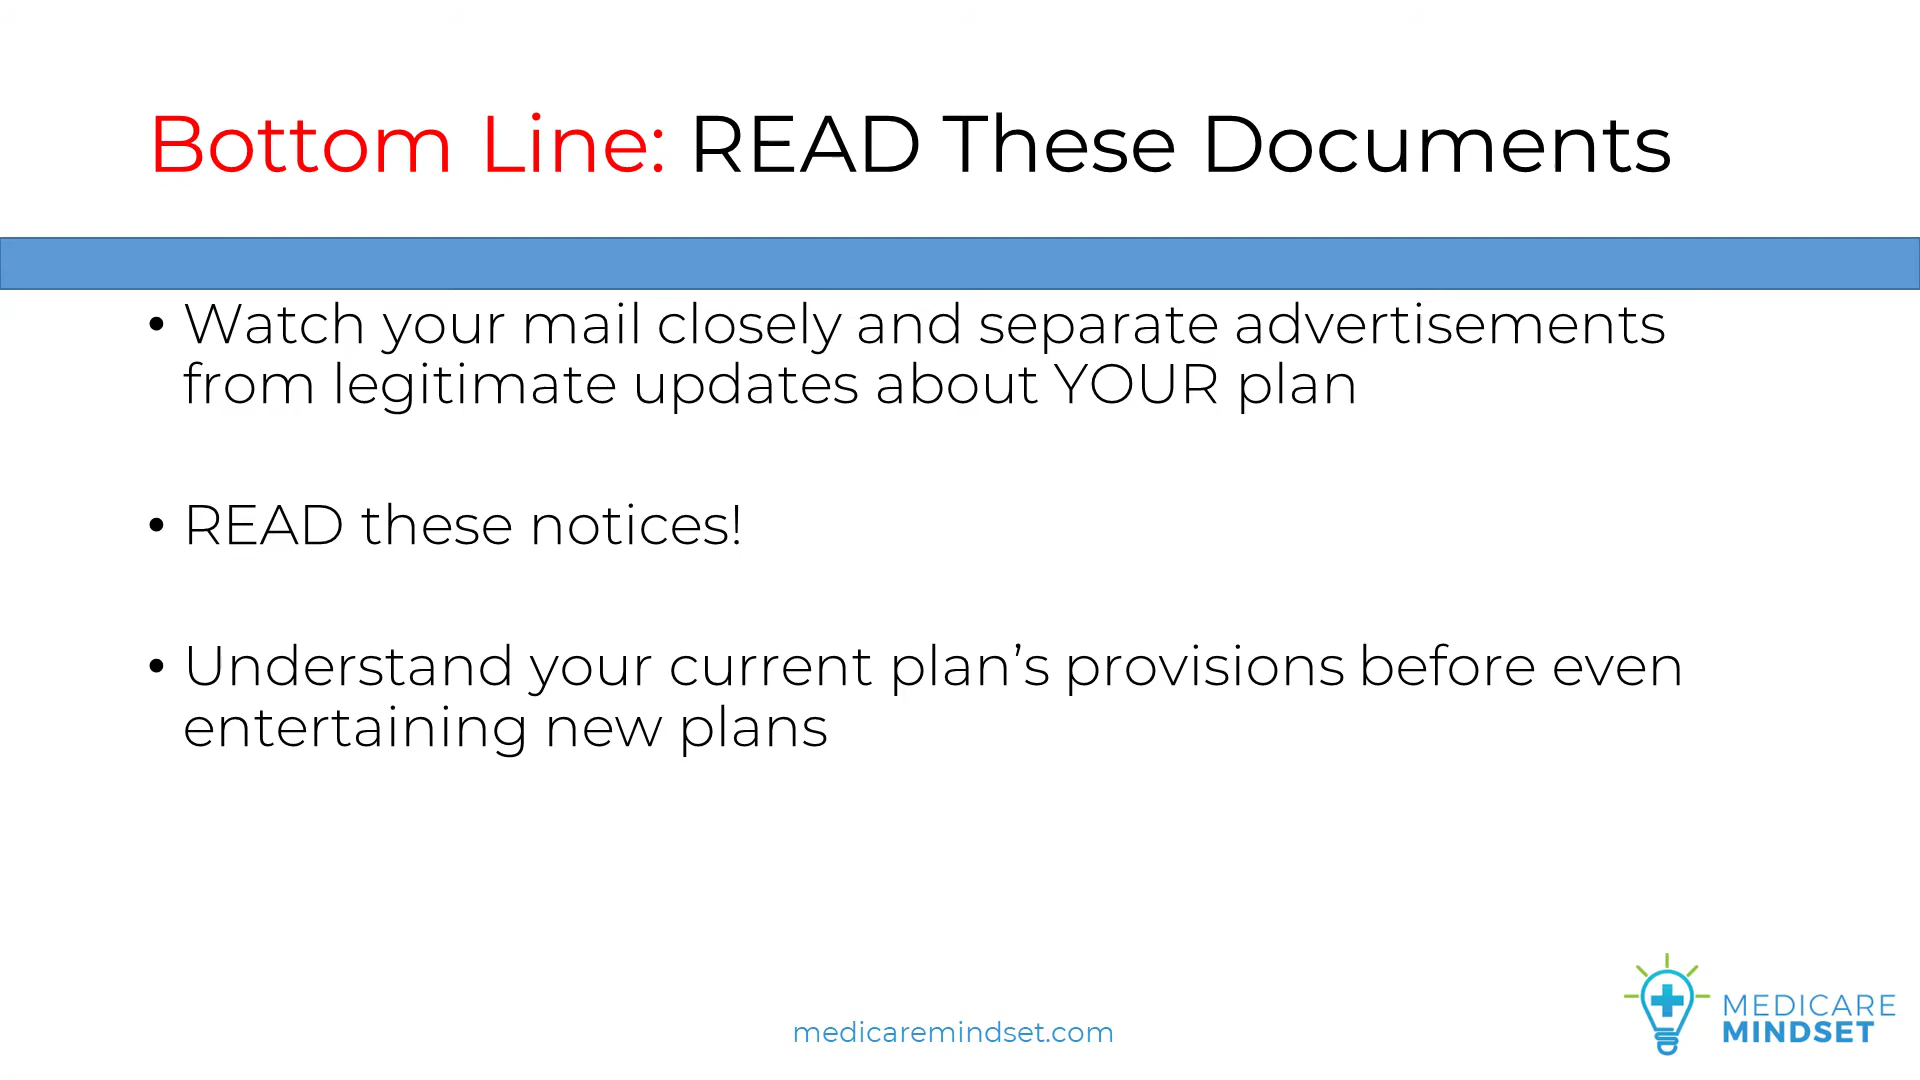 Bottom Line: READ These Documents
• Watch your mail closely and separate advertisements
from legitimate updates about YOUR plan
• READ these notices!
• Understand your current plan’s provisions before even
entertaining new plans
medicaremindset.com
MEDICARE
MINDSET